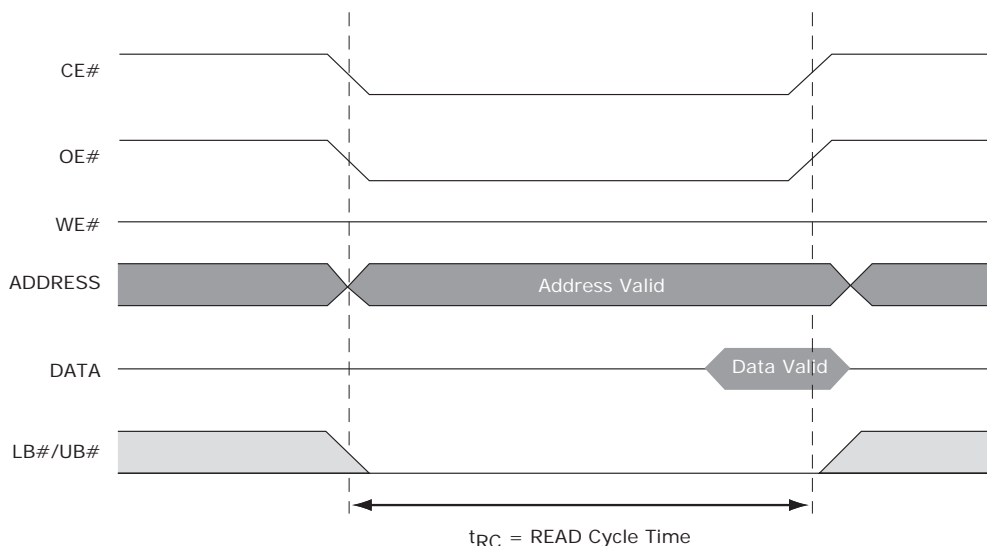 CE#
OE#
WE#
ADDRESS
Address Valid
DATA
Data Valid
LB#/UB#
tRC = READ Cycle Time